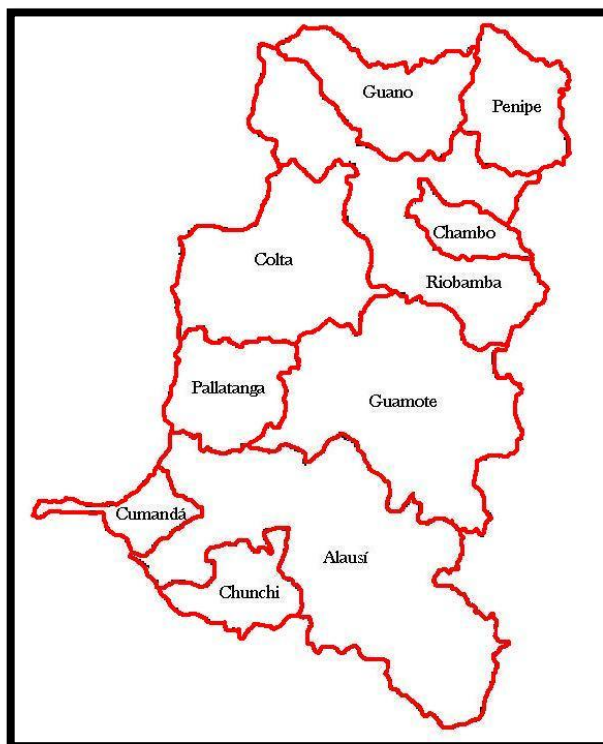 Guano
Penipe
Chambo
Colta
Riobamba
Pallatanga
Guamote
Cumandá
Alausí
Chunchi